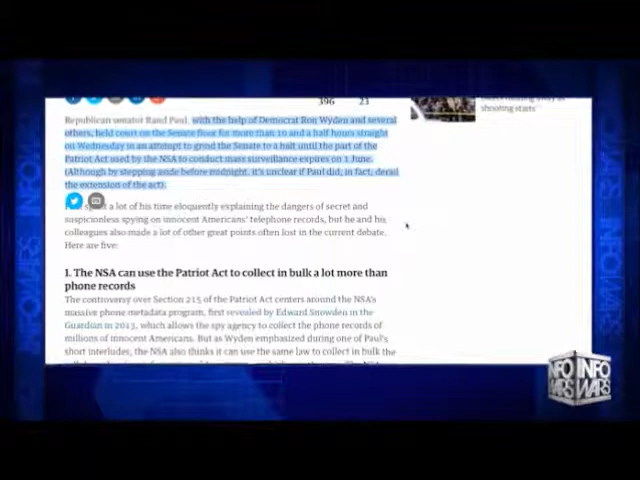 396 23
shooting starts
Republican senator Rand Paul, with the help of Democrat Ron Wyden and several
others, held court on the Senate floor for more than 10 and a half hours straight
on Wednesday in an attempt to grind the Senate to a halt until the part of the
Patriot Act used by the NSA to conduct mass surveillance expires on 1 June.
(Although by stepping aside before midnight, it's unclear if Paul did, in fact, derail
the extension of the act).
a lot of his time eloquently explaining the dangers of secret and
suspicionless spying on innocent Americans' telephone records, but he and his
colleagues also made a lot of other great points often lost in the current debate.
Here are five:
1. The NSA can use the Patriot Act to collect in bulk a lot more than
phone records
The controversy over Section 215 of the Patriot Act centers around the NSA's
massive phone metadata program, first revealed by Edward Snowden in the
Guardian in 2013, which allows the spy agency to collect the phone records of
millions of innocent Americans. But as Wyden emphasized during one of Paul's
short interludes, the NSA also thinks it can use the same law to collect in bulk the
INFO WARS
INFO WARS
INFOWARS
INFO